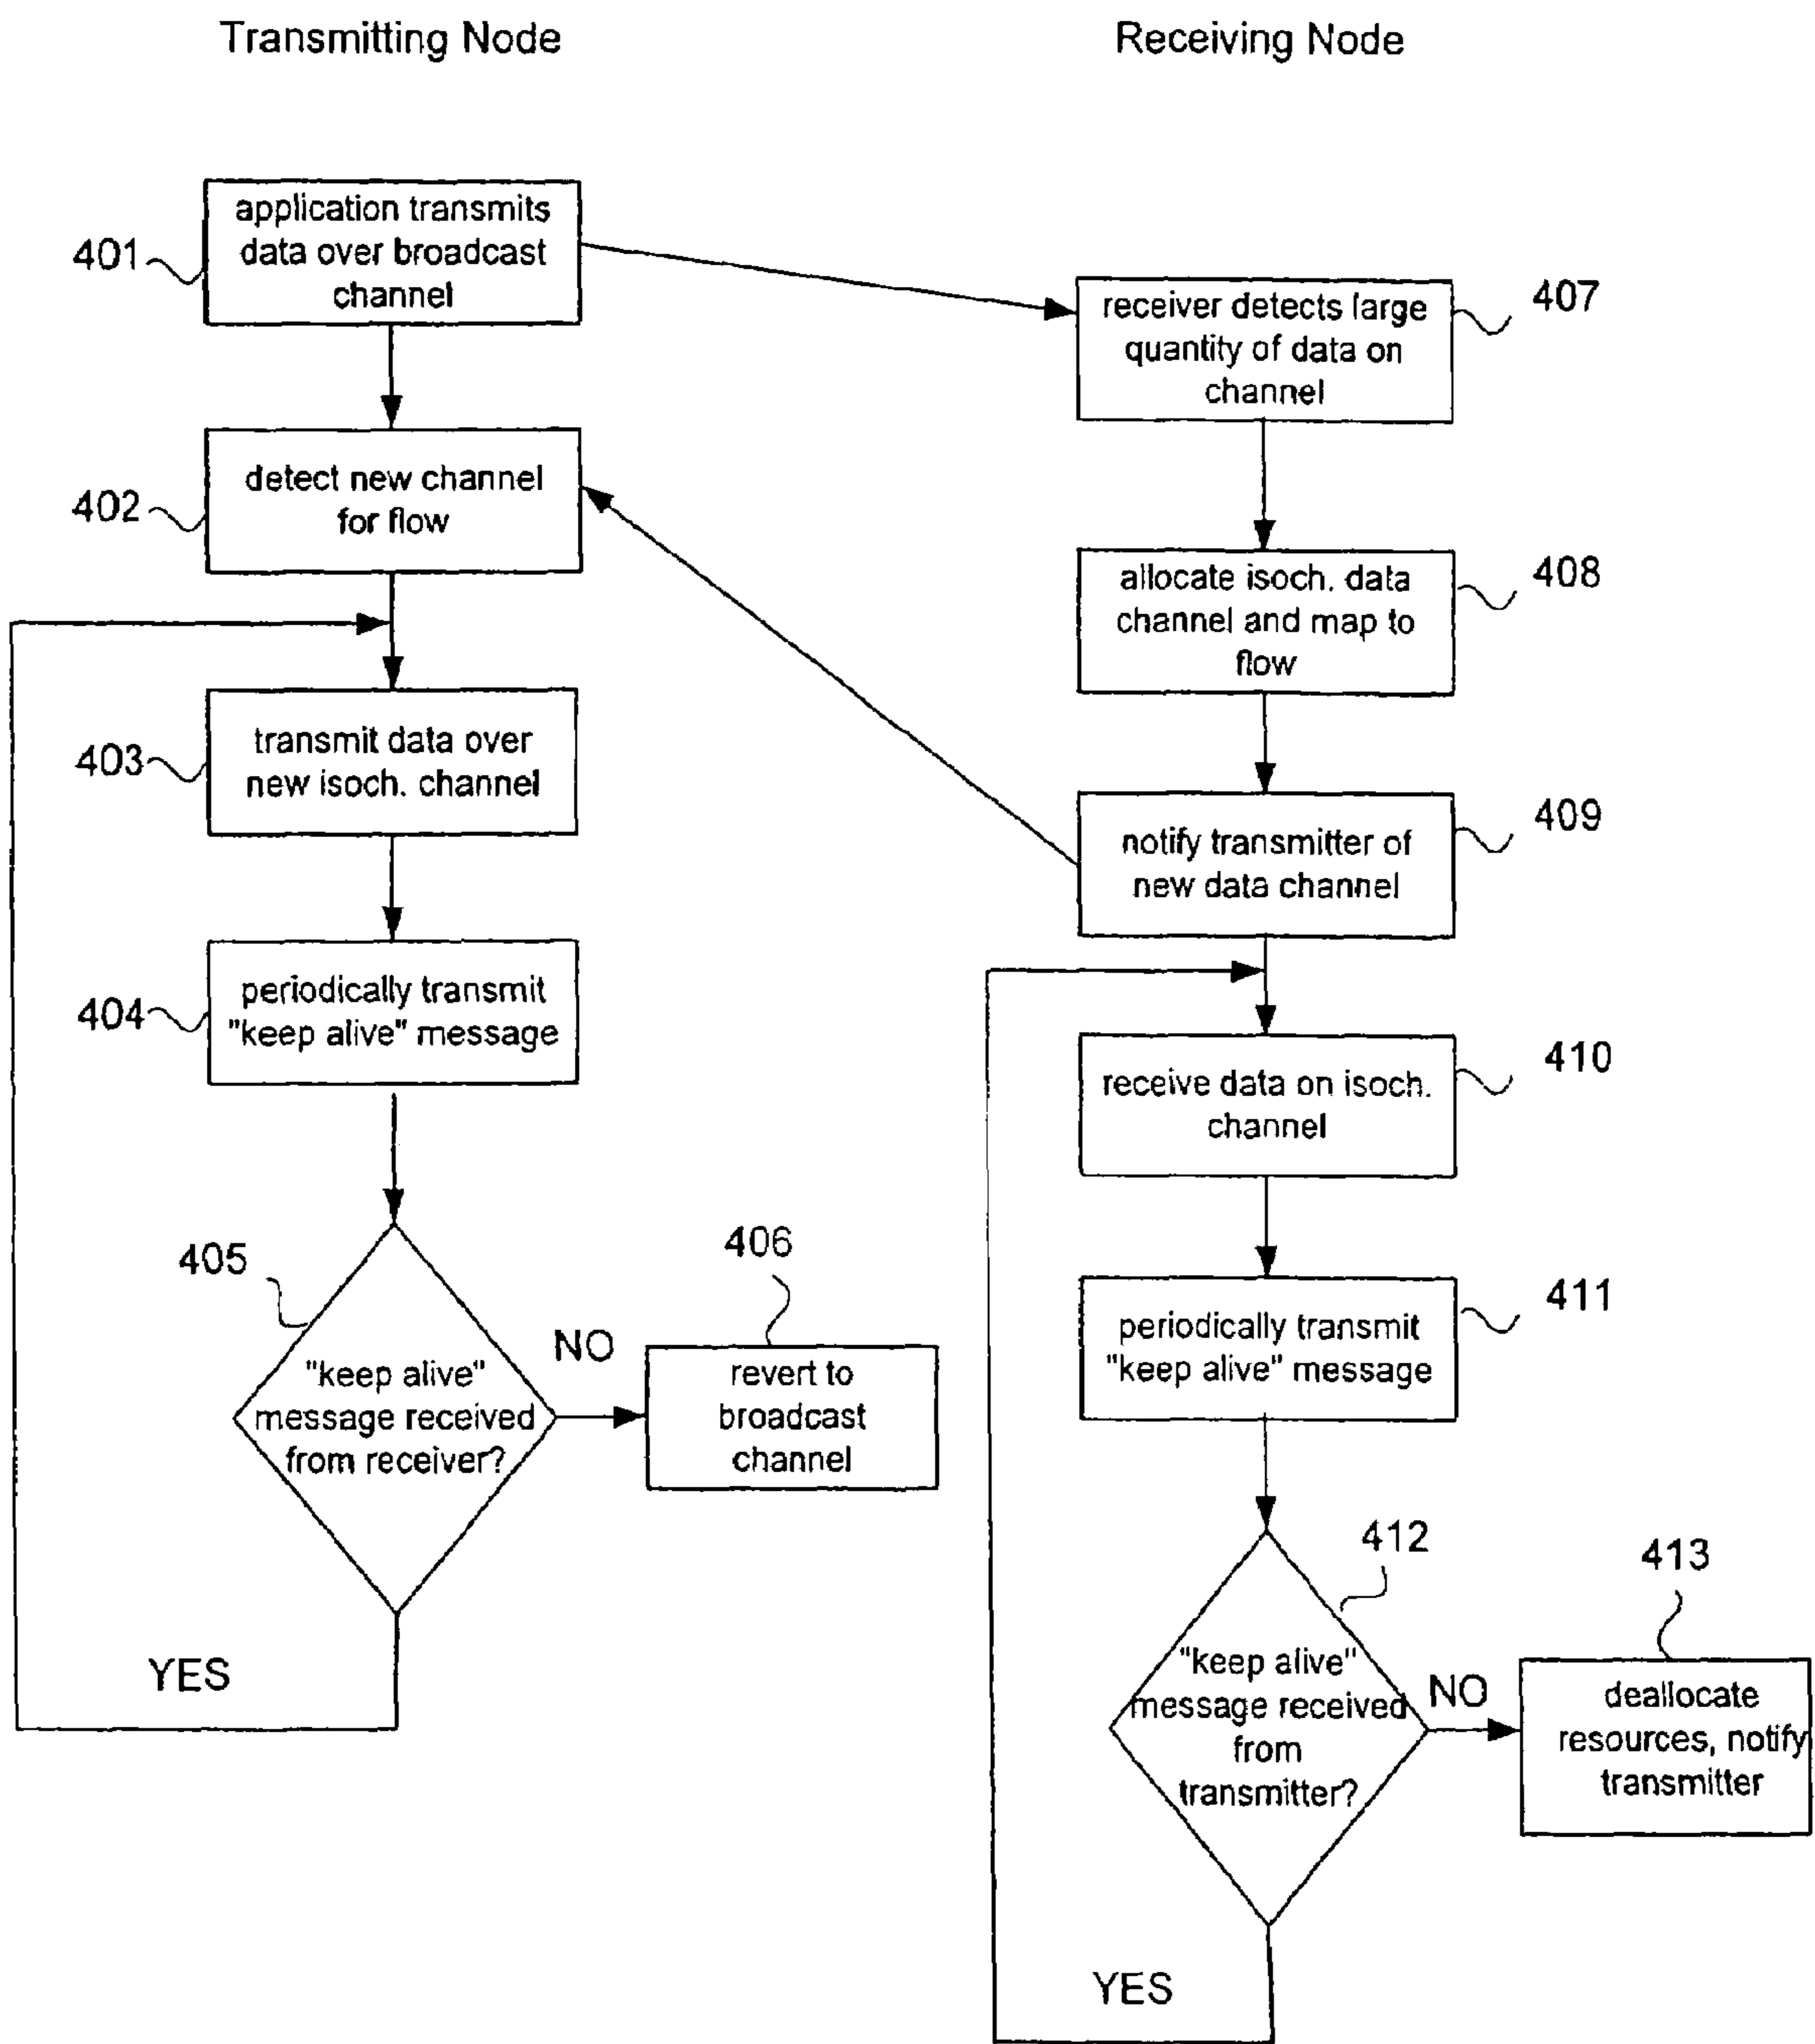 Transmitting Node
Receiving Node
401
application transmits
data over broadcast
channel
402
detect new channel
for flow
403
transmit data over
new isoch. channel
404
periodically transmit
"keep alive" message
405
"keep alive"
message received
from receiver?
NO
YES
406
revert to
broadcast
channel
407
receiver detects large
quantity of data on
channel
408
allocate isoch. data
channel and map to
flow
409
notify transmitter of
new data channel
410
receive data on isoch.
channel
411
periodically transmit
"keep alive" message
412
"keep alive"
message received
from
transmitter?
NO
YES
413
deallocate
resources, notify
transmitter